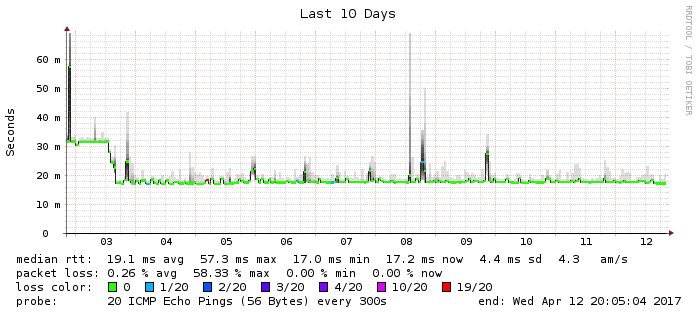 Last 10 Days
RRDTOOL / TOBI OETIKER
Seconds
60 m
50 m
40 m
30 m
20 m
10 m
0
03 04 05 06 07 08 09 10 11 12
median rtt: 19.1 ms avg 57.3 ms max 17.0 ms min 17.2 ms now 4.4 ms sd 4.3 am/s
packet loss: 0.26 % avg 58.33 % max 0.00 % min 0.00 % now
loss color: 0 1/20 2/20 3/20 4/20 10/20 19/20
probe: 20 ICMP Echo Pings (56 Bytes) every 300s end: Wed Apr 12 20:05:04 2017